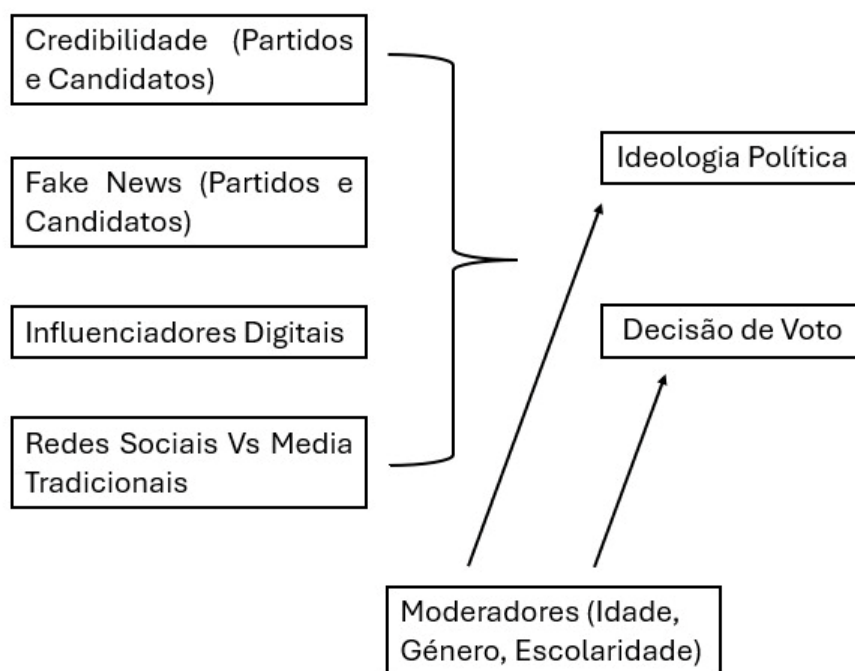 Credibilidade (Partidos
e Candidatos)
Fake News (Partidos e
Candidatos)
Influenciadores Digitais
Redes Sociais Vs Media
Tradicionais
Ideologia Política
Decisão de Voto
Moderadores (Idade,
Género, Escolaridade)